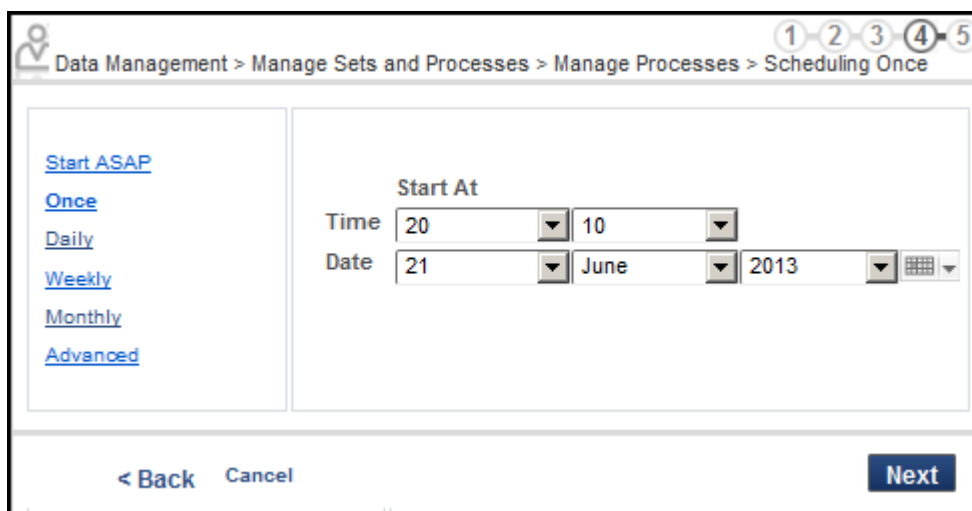 1 2 3 4 5
Data Management > Manage Sets and Processes > Manage Processes > Scheduling Once
Start ASAP
Once
Daily
Weekly
Monthly
Advanced
Start At
Time 20 10
Date 21 June 2013
< Back Cancel Next